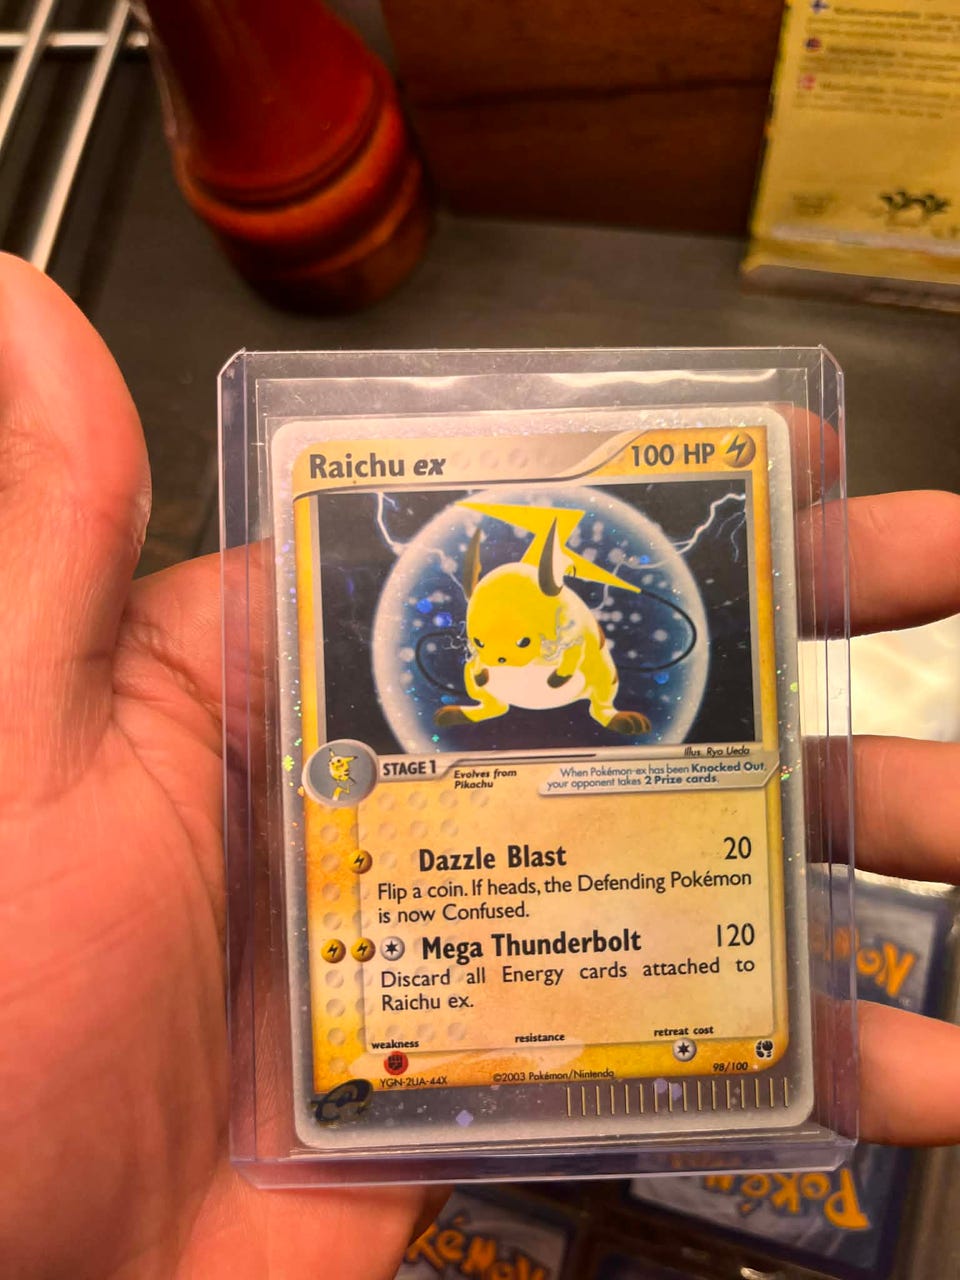 Raichu ex
100 HP
Illus. Ryo Ueda
STAGE 1
Evolves from
Pikachu
When Pokémon-ex has been Knocked Out,
your opponent takes 2 Prize cards.
Dazzle Blast 20
Flip a coin. If heads, the Defending Pokémon
is now Confused.
Mega Thunderbolt 120
Discard all Energy cards attached to
Raichu ex.
weakness
resistance
retreat cost
YGN-2UA-44X
©2003 Pokémon/Nintendo
98/100
e
Pokémon